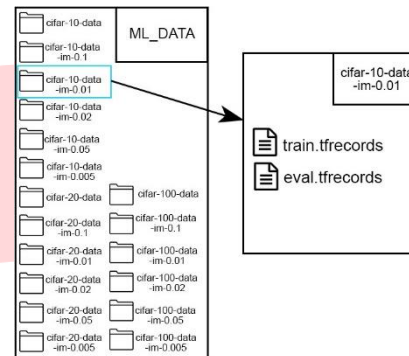 ML_DATA
cifar-10-data
cifar-10-data
-im-0.1
cifar-10-data
-im-0.01
cifar-10-data
-im-0.02
cifar-10-data
-im-0.05
cifar-10-data
-im-0.005
cifar-20-data
cifar-20-data
-im-0.1
cifar-20-data
-im-0.01
cifar-20-data
-im-0.02
cifar-20-data
-im-0.05
cifar-20-data
-im-0.005
cifar-100-data
cifar-100-data
-im-0.1
cifar-100-data
-im-0.01
cifar-100-data
-im-0.02
cifar-100-data
-im-0.05
cifar-100-data
-im-0.005
cifar-10-data
-im-0.01
train.tfrecords
eval.tfrecords